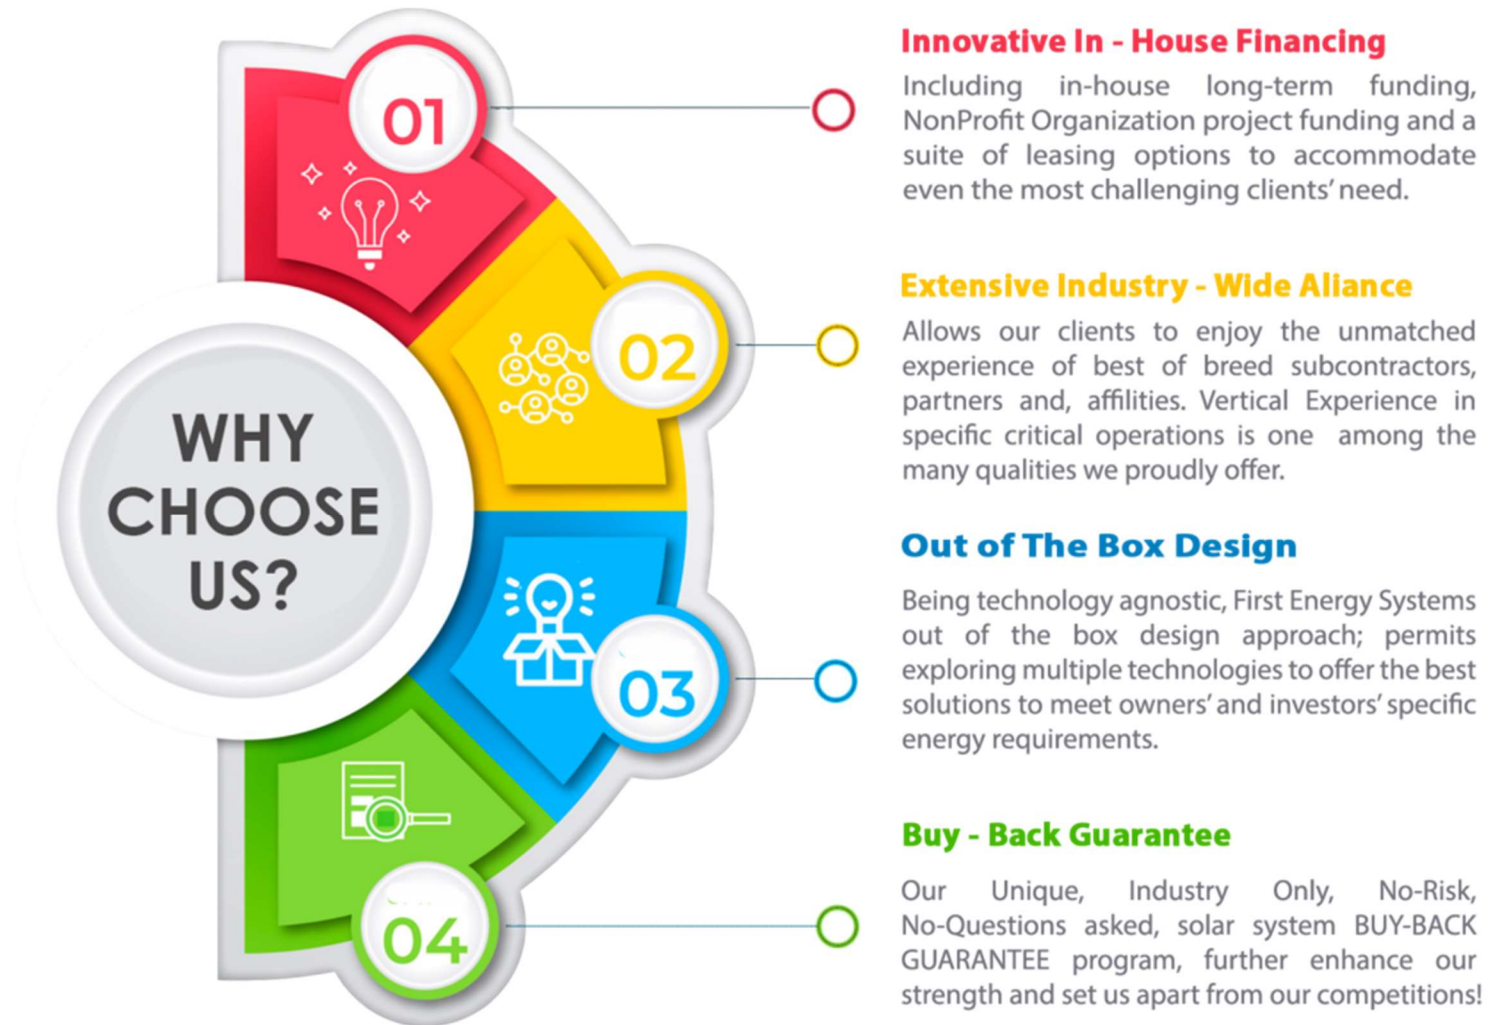 WHY
CHOOSE
US?
01
Innovative In - House Financing
Including in-house long-term funding,
NonProfit Organization project funding and a
suite of leasing options to accommodate
even the most challenging clients' need.
02
Extensive Industry - Wide Aliance
Allows our clients to enjoy the unmatched
experience of best of breed subcontractors,
partners and, affilities. Vertical Experience in
specific critical operations is one among the
many qualities we proudly offer.
03
Out of The Box Design
Being technology agnostic, First Energy Systems
out of the box design approach; permits
exploring multiple technologies to offer the best
solutions to meet owners' and investors' specific
energy requirements.
04
Buy - Back Guarantee
Our Unique, Industry Only, No-Risk,
No-Questions asked, solar system BUY-BACK
GUARANTEE program, further enhance our
strength and set us apart from our competitions!